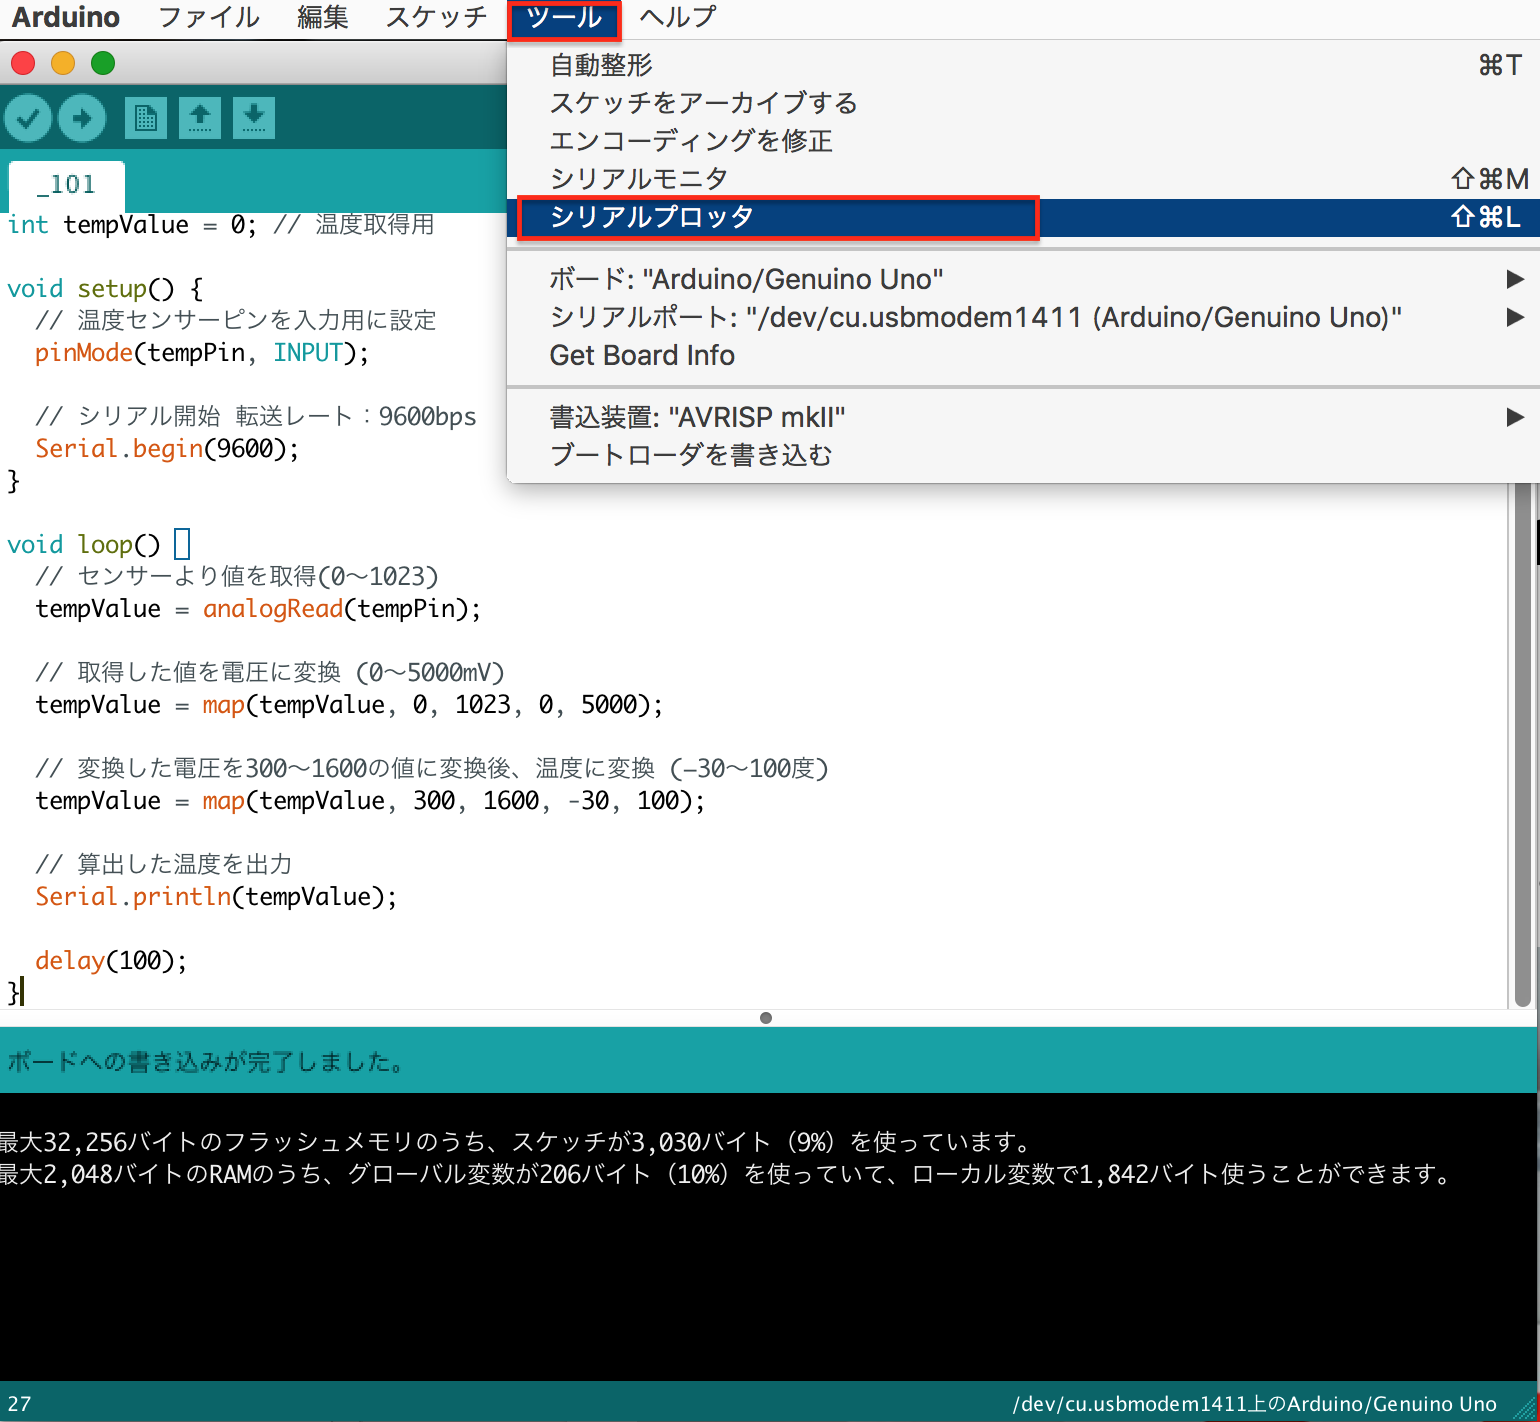 Arduino ファイル 編集 スケッチ ツール ヘルプ
自動整形 ⌘T
スケッチをアーカイブする
エンコーディングを修正
シリアルモニタ ⇧⌘M
シリアルプロッタ ⇧⌘L
ボード: "Arduino/Genuino Uno" ▶
シリアルポート: "/dev/cu.usbmodem1411 (Arduino/Genuino Uno)" ▶
Get Board Info
書込装置: "AVRISP mkII" ▶
ブートローダを書き込む
_101
int tempValue = 0; // 温度取得用
void setup() {
// 温度センサーピンを入力用に設定
pinMode(tempPin, INPUT);
// シリアル開始 転送レート：9600bps
Serial.begin(9600);
}
void loop()
// センサーより値を取得(0〜1023)
tempValue = analogRead(tempPin);
// 取得した値を電圧に変換 (0〜5000mV)
tempValue = map(tempValue, 0, 1023, 0, 5000);
// 変換した電圧を300〜1600の値に変換後、温度に変換 (−30〜100度)
tempValue = map(tempValue, 300, 1600, -30, 100);
// 算出した温度を出力
Serial.println(tempValue);
delay(100);
}
ボードへの書き込みが完了しました。
最大32,256バイトのフラッシュメモリのうち、スケッチが3,030バイト（9%）を使っています。
最大2,048バイトのRAMのうち、グローバル変数が206バイト（10%）を使っていて、ローカル変数で1,842バイト使うことができます。
27 /dev/cu.usbmodem1411上のArduino/Genuino Uno